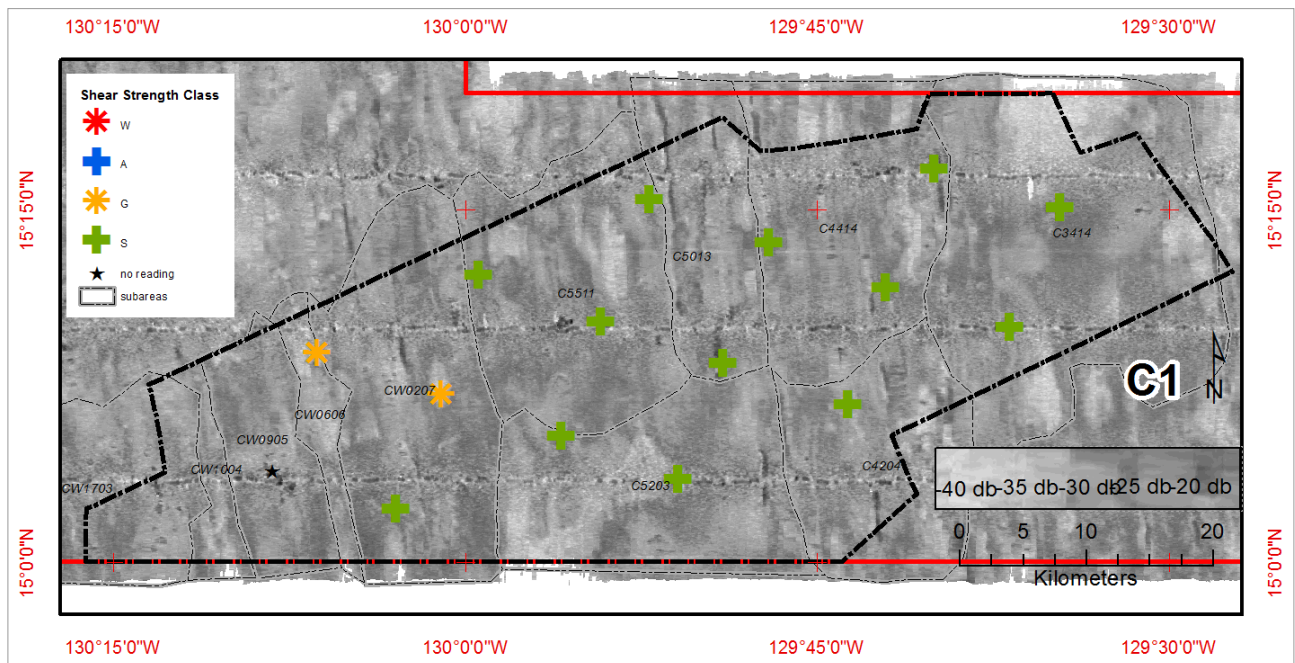 130°15'0"W 130°0'0"W 129°45'0"W 129°30'0"W
Shear Strength Class
W
A
G
S
no reading
subareas
15°15'0"N
15°15'0"N
C4414
C3414
C5013
C5511
C1
N
CW0207
CW0606
CW0905
CW1004
CW1703
C4204
C5203
-40 db -35 db -30 db -25 db -20 db
0 5 10 20
Kilometers
15°0'0"N
15°0'0"N
130°15'0"W 130°0'0"W 129°45'0"W 129°30'0"W